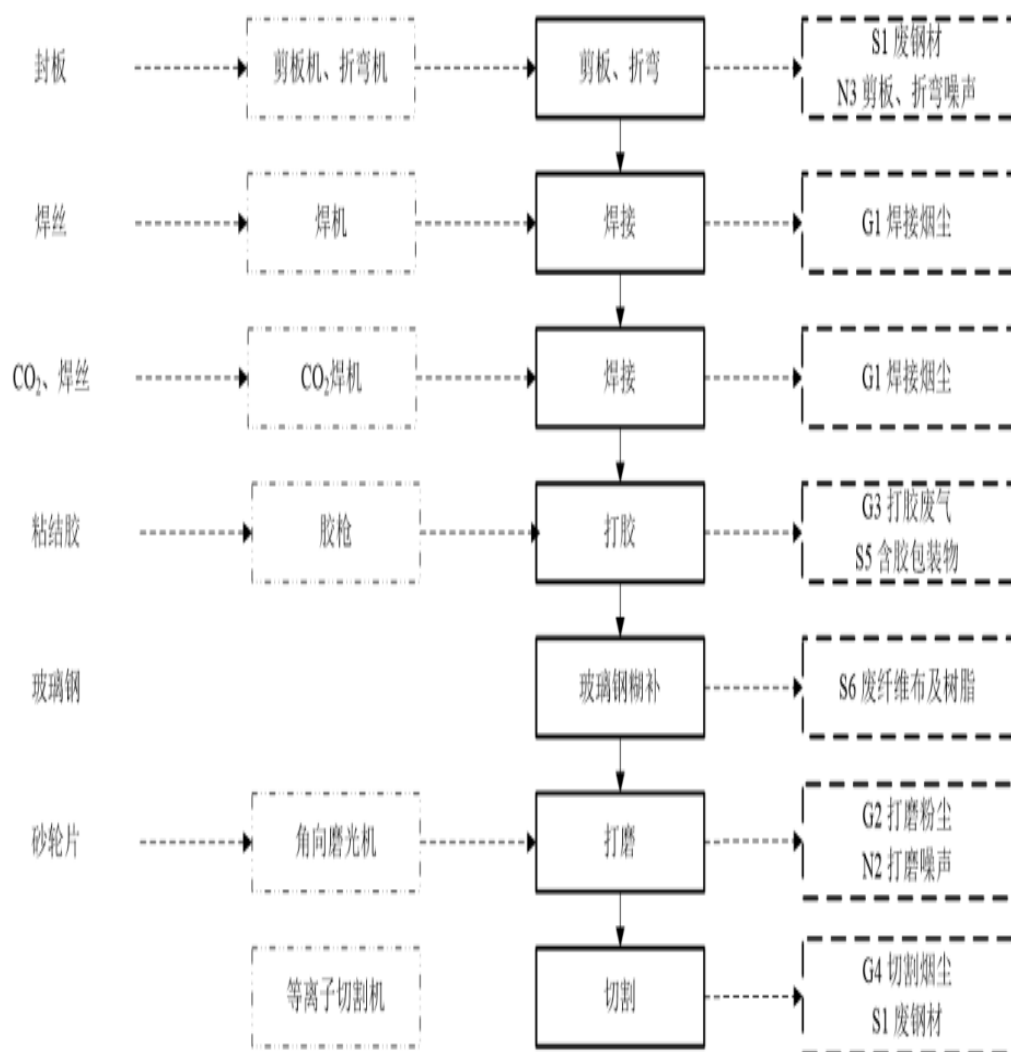 封板
剪板机、折弯机
剪板、折弯
S1 废钢材
N3 剪板、折弯噪声
焊丝
焊机
焊接
G1 焊接烟尘
CO₂、焊丝
CO₂焊机
焊接
G1 焊接烟尘
粘结胶
胶枪
打胶
G3 打胶废气
S5 含胶包装物
玻璃钢
玻璃钢糊补
S6 废纤维布及树脂
砂轮片
角向磨光机
打磨
G2 打磨粉尘
N2 打磨噪声
等离子切割机
切割
G4 切割烟尘
S1 废钢材